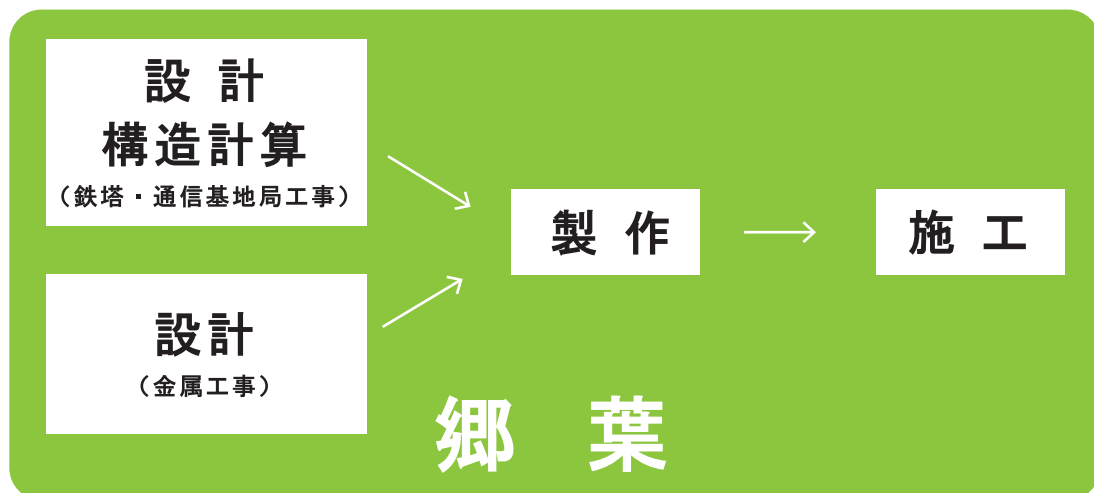 設 計
構造計算
（鉄塔・通信基地局工事）
設計
（金属工事）
製 作
施 工
郷 葉